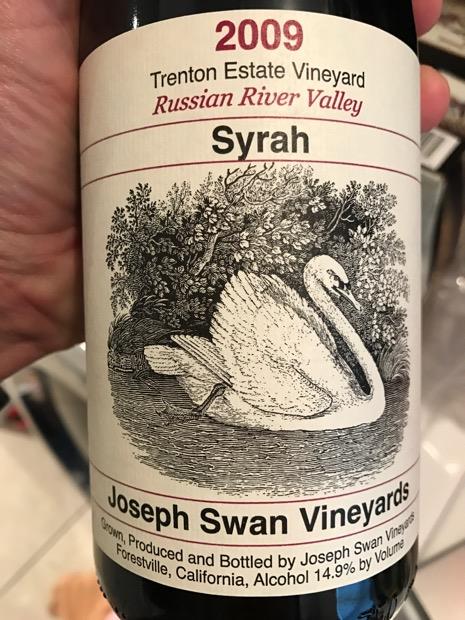 2009
Trenton Estate Vineyard
Russian River Valley
Syrah
Joseph Swan Vineyards
Grown, Produced and Bottled by Joseph Swan Vineyards
Forestville, California, Alcohol 14.9% by Volume